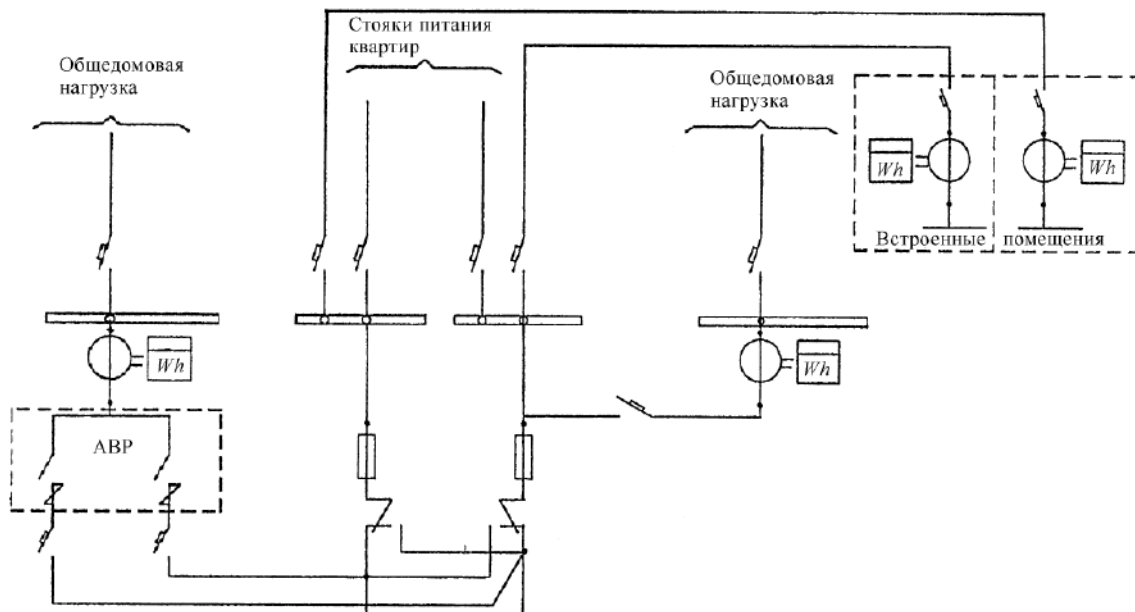 Стояки питания
квартир
Общедомовая
нагрузка
Общедомовая
нагрузка
Wh
Wh
Встроенные помещения
Wh
Wh
АВР